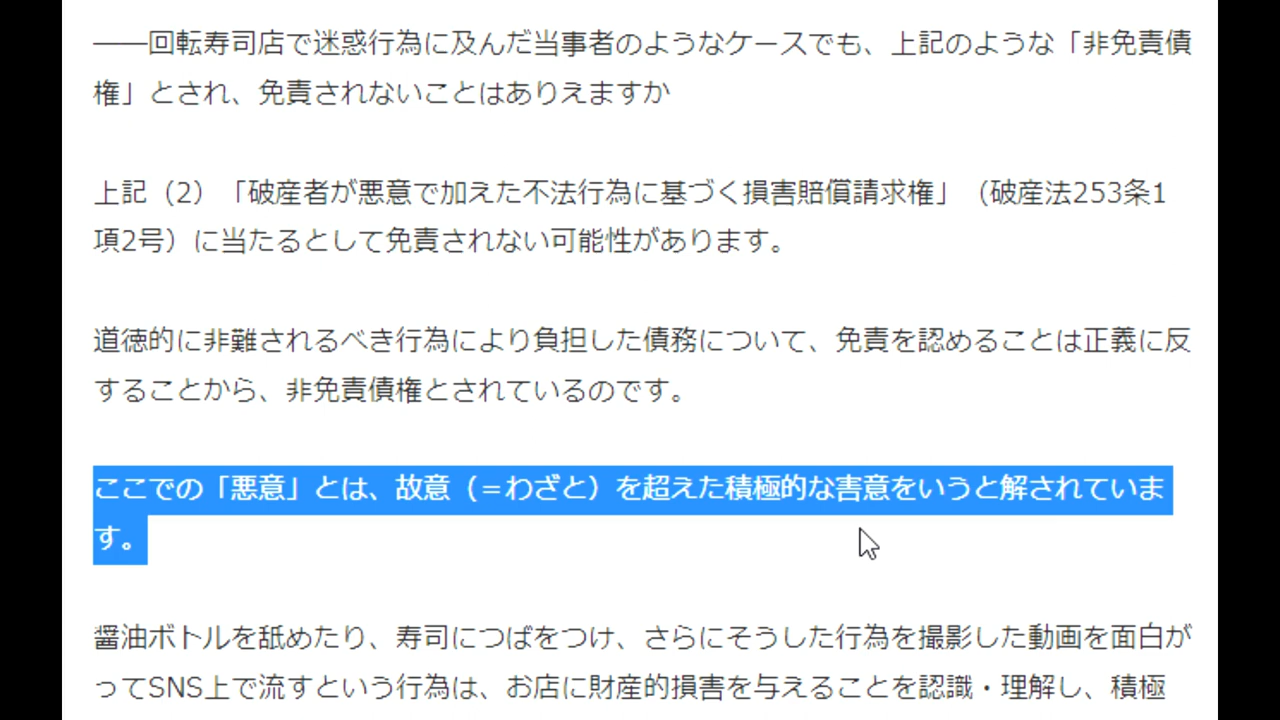 ――回転寿司店で迷惑行為に及んだ当事者のようなケースでも、上記のような「非免責債
権」とされ、免責されないことはありえますか
上記（2）「破産者が悪意で加えた不法行為に基づく損害賠償請求権」（破産法253条1
項2号）に当たるとして免責されない可能性があります。
道徳的に非難されるべき行為により負担した債務について、免責を認めることは正義に反
することから、非免責債権とされているのです。
ここでの「悪意」とは、故意（＝わざと）を超えた積極的な害意をいうと解されていま
す。
醤油ボトルを舐めたり、寿司につばをつけ、さらにそうした行為を撮影した動画を面白が
ってSNS上で流すという行為は、お店に財産的損害を与えることを認識・理解し、積極